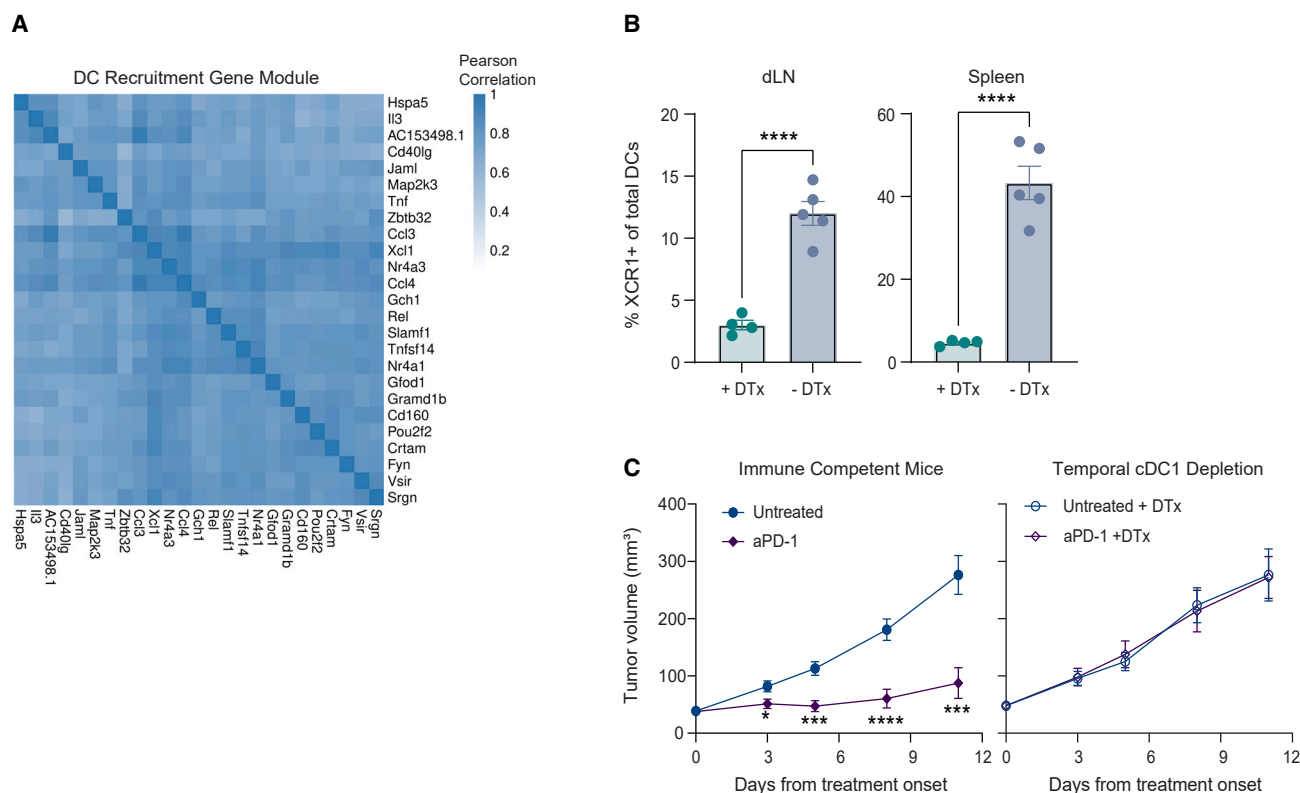 A
DC Recruitment Gene Module
Pearson
Correlation
1
0.8
0.6
0.4
0.2
Hspa5
Il3
AC153498.1
Cd40lg
Jaml
Map2k3
Tnf
Zbtb32
Ccl3
Xcl1
Nr4a3
Ccl4
Gch1
Rel
Slamf1
Tnfsf14
Nr4a1
Gfod1
Gramd1b
Cd160
Pou2f2
Crtam
Fyn
Vsir
Srgn
Hspa5
Il3
AC153498.1
Cd40lg
Jaml
Map2k3
Tnf
Zbtb32
Ccl3
Xcl1
Nr4a3
Ccl4
Gch1
Rel
Slamf1
Tnfsf14
Nr4a1
Gfod1
Gramd1b
Cd160
Pou2f2
Crtam
Fyn
Vsir
Srgn
B
dLN
% XCR1+ of total DCs
20
15
10
5
0
****
+ DTx
- DTx
Spleen
60
40
20
0
****
+ DTx
- DTx
C
Immune Competent Mice
Tumor volume (mm³)
400
300
200
100
0
Untreated
aPD-1
*
***
****
***
0
3
6
9
12
Days from treatment onset
Temporal cDC1 Depletion
Untreated + DTx
aPD-1 +DTx
0
3
6
9
12
Days from treatment onset